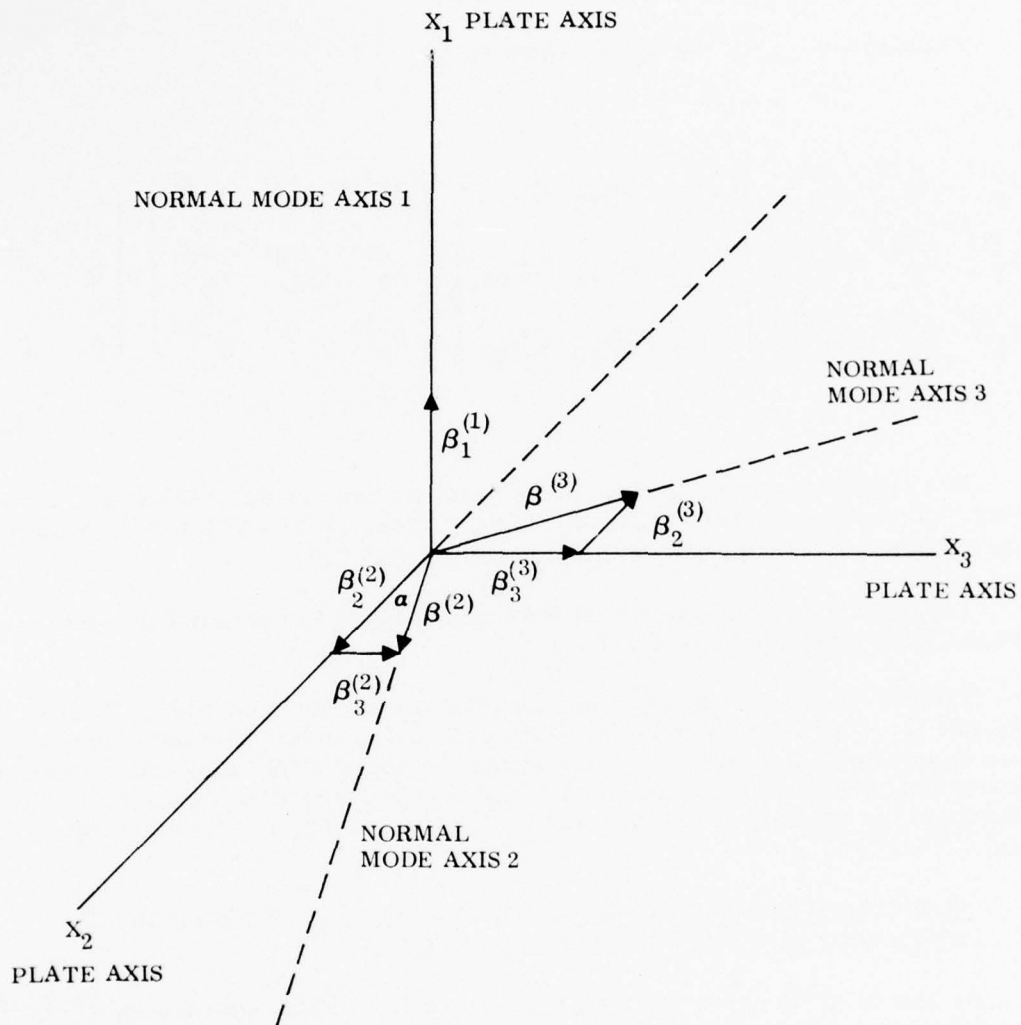 X₁ PLATE AXIS
NORMAL MODE AXIS 1
NORMAL
MODE AXIS 3
β₁⁽¹⁾
β⁽³⁾
β₂⁽³⁾
X₃
β₃⁽³⁾
PLATE AXIS
β₂⁽²⁾
α
β⁽²⁾
β₃⁽²⁾
NORMAL
MODE AXIS 2
X₂
PLATE AXIS